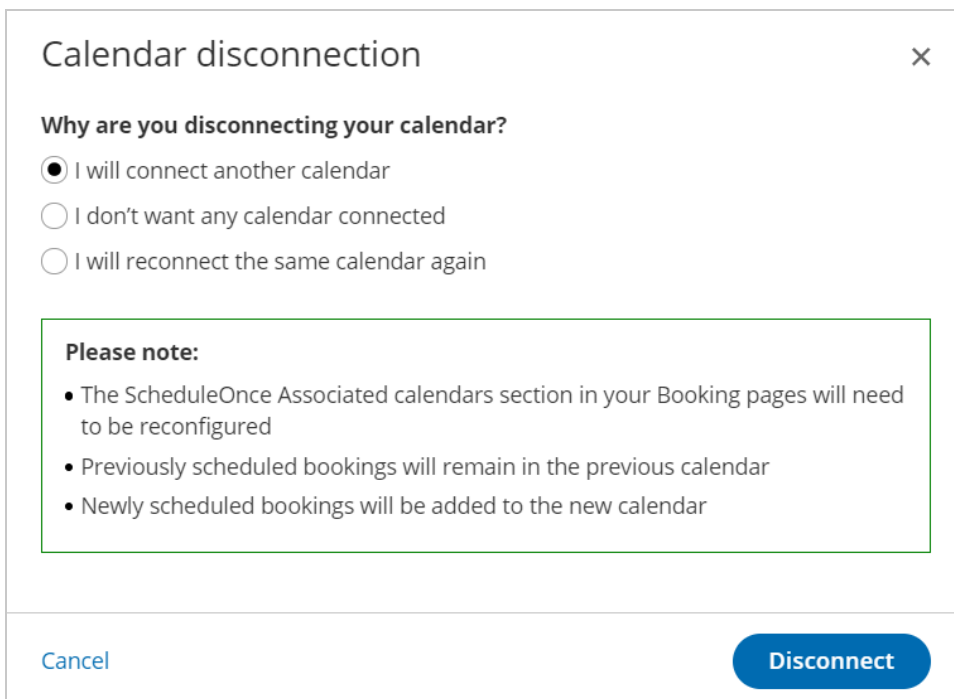 Calendar disconnection
Why are you disconnecting your calendar?
I will connect another calendar
I don’t want any calendar connected
I will reconnect the same calendar again
Please note:
• The ScheduleOnce Associated calendars section in your Booking pages will need
to be reconfigured
• Previously scheduled bookings will remain in the previous calendar
• Newly scheduled bookings will be added to the new calendar
Cancel
Disconnect